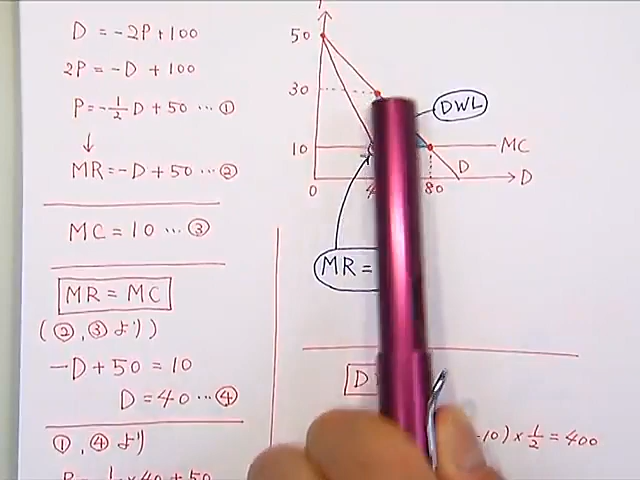 D = -2P+100
2P = -D + 100
P = -1/2 D + 50 … ①
↓
MR = -D + 50 … ②
MC = 10 … ③
MR = MC
(②, ③ より)
-D + 50 = 10
D = 40 … ④
①, ④ より
50
30
10
0
80
D
D
MC
DWL
MR =
-10) × 1/2 = 400